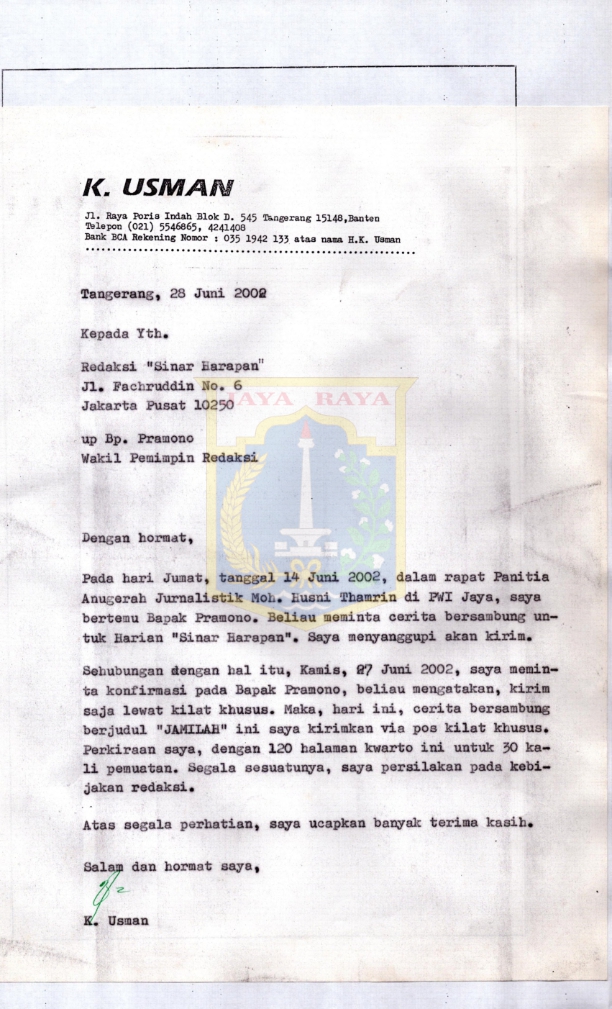 K. USMAN
Jl. Raya Poris Indah Blok D. 545 Tangerang 15148,Banten
Telepon (021) 5546865, 4241408
Bank BCA Rekening Nomor : 035 1942 133 atas nama H.K. Usman
Tangerang, 28 Juni 2002
Kepada Yth.
Redaksi "Sinar Harapan"
Jl. Fachruddin No. 6
Jakarta Pusat 10250
JAYA RAYA
up Bp. Pramono
Wakil Pemimpin Redaksi
Dengan hormat,
Pada hari Jumat, tanggal 14 Juni 2002, dalam rapat Panitia
Anugerah Jurnalistik Moh. Husni Thamrin di PWI Jaya, saya
bertemu Bapak Pramono. Beliau meminta cerita bersambung un-
tuk Harian "Sinar Harapan". Saya menyanggupi akan kirim.
Sehubungan dengan hal itu, Kamis, 27 Juni 2002, saya memin-
ta konfirmasi pada Bapak Pramono, beliau mengatakan, kirim
saja lewat kilat khusus. Maka, hari ini, cerita bersambung
berjudul "JAMILAH" ini saya kirimkan via pos kilat khusus.
Perkiraan saya, dengan 120 halaman kwarto ini untuk 30 ka-
li pemuatan. Segala sesuatunya, saya persilakan pada kebi-
jakan redaksi.
Atas segala perhatian, saya ucapkan banyak terima kasih.
Salam dan hormat saya,
K. Usman